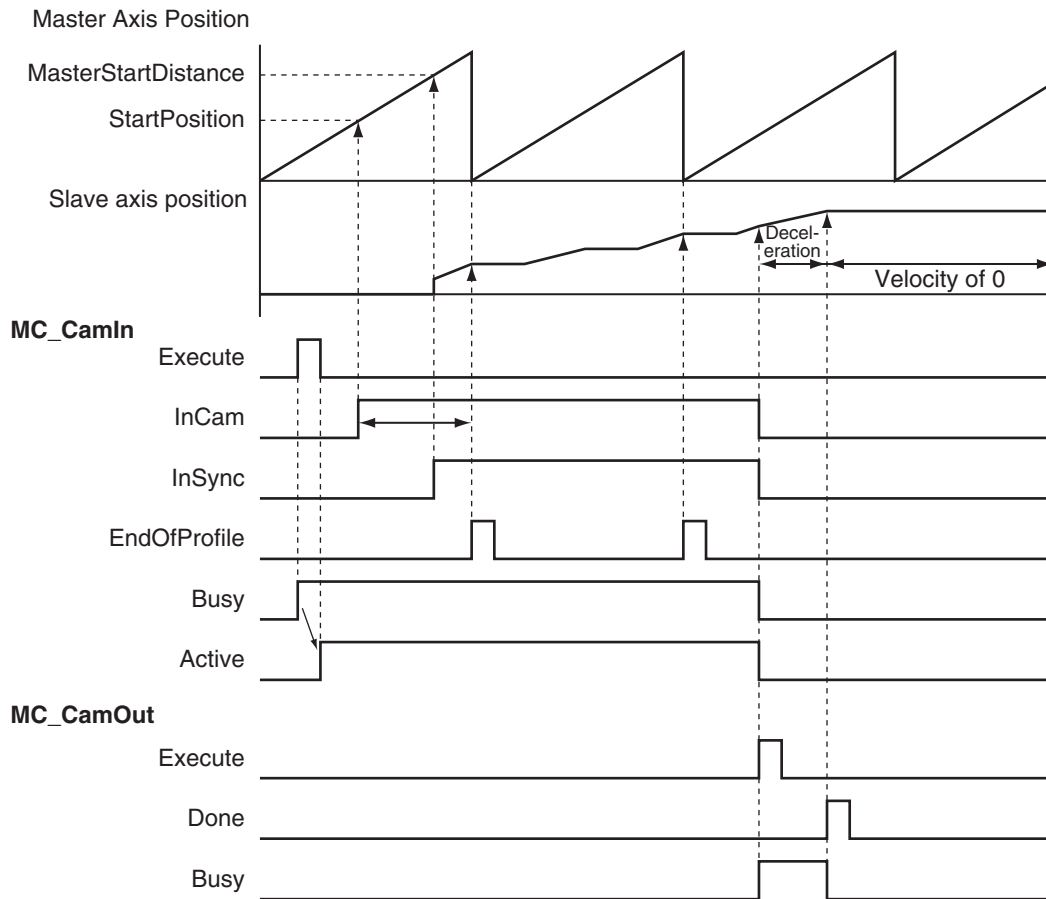 Master Axis Position
MasterStartDistance
StartPosition
Slave axis position
Decel-
eration
Velocity of 0
MC_CamIn
Execute
InCam
InSync
EndOfProfile
Busy
Active
MC_CamOut
Execute
Done
Busy